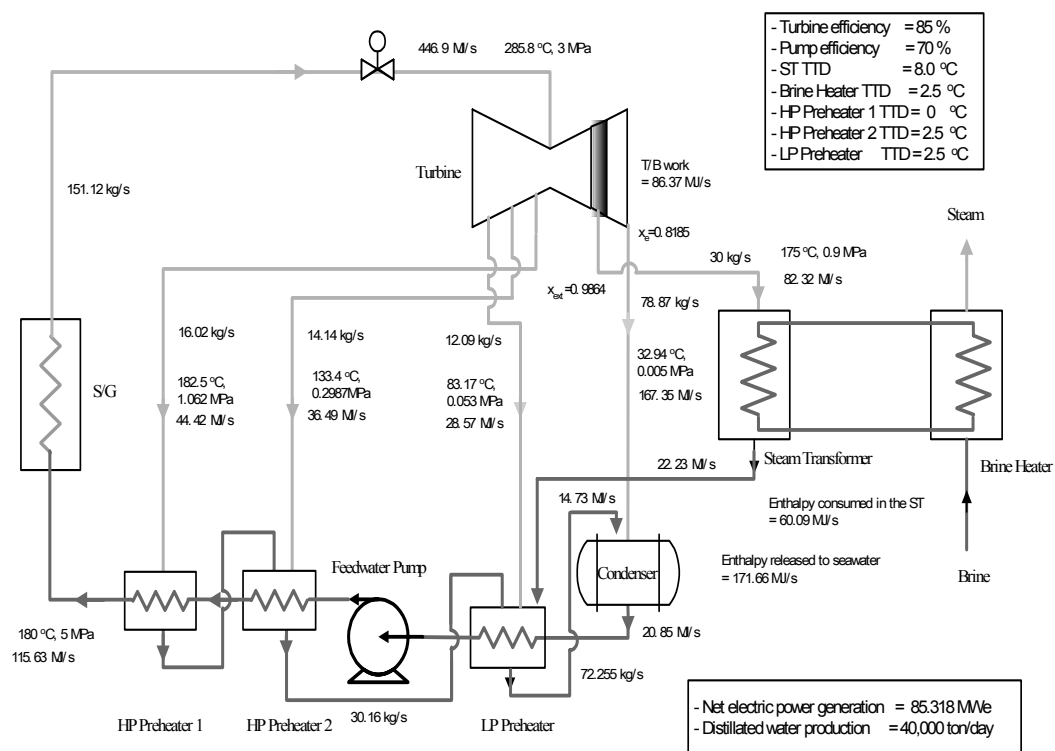 446.9 MJ/s
285.8 °C, 3 MPa
- Turbine efficiency = 85 %
- Pump efficiency = 70 %
- ST TTD = 8.0 °C
- Brine Heater TTD = 2.5 °C
- HP Preheater 1 TTD = 0 °C
- HP Preheater 2 TTD = 2.5 °C
- LP Preheater TTD = 2.5 °C
151.12 kg/s
Turbine
T/B work
= 86.37 MJ/s
Steam
xe=0.8185
30 kg/s
175 °C, 0.9 MPa
82.32 MJ/s
xext=0.9864
78.87 kg/s
16.02 kg/s
14.14 kg/s
12.09 kg/s
182.5 °C,
1.062 MPa
44.42 MJ/s
133.4 °C,
0.2987MPa
36.49 MJ/s
83.17 °C,
0.053 MPa
28.57 MJ/s
32.94 °C,
0.005 MPa
167.35 MJ/s
S/G
22.23 MJ/s
Steam Transformer
Brine Heater
14.73 MJ/s
Enthalpy consumed in the ST
= 60.09 MJ/s
Feedwater Pump
Condenser
Enthalpy released to seawater
= 171.66 MJ/s
Brine
180 °C, 5 MPa
115.63 MJ/s
20.85 MJ/s
72.255 kg/s
30.16 kg/s
HP Preheater 1
HP Preheater 2
LP Preheater
- Net electric power generation = 85.318 MWe
- Distillated water production = 40,000 ton/day